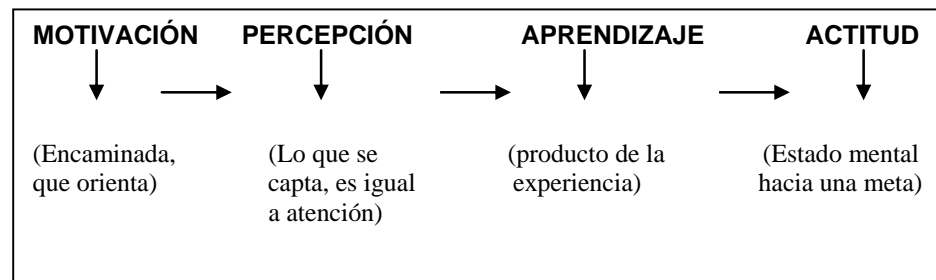 MOTIVACIÓN PERCEPCIÓN APRENDIZAJE ACTITUD
(Encaminada, que orienta)
(Lo que se capta, es igual a atención)
(producto de la experiencia)
(Estado mental hacia una meta)